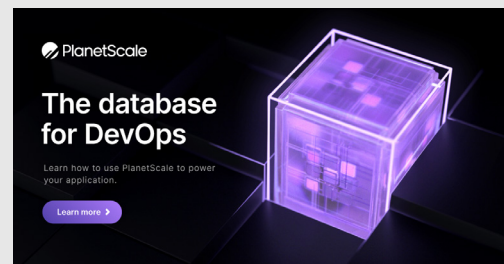 PlanetScale
The database
for DevOps
Learn how to use PlanetScale to power
your application.
Learn more